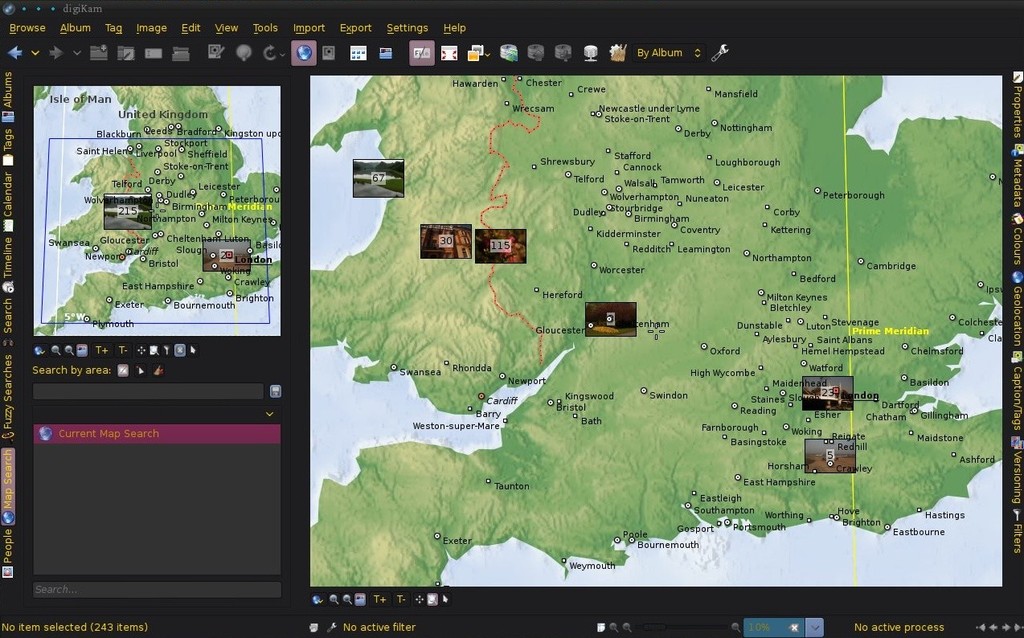 digiKam
Browse Album Tag Image Edit View Tools Import Export Settings Help
By Album
Albums
Tags
Calendar
Timeline
Search
Fuzzy Searches
Map Search
People
Isle of Man
United Kingdom
Blackburn Leeds Bradford Kingston upo
Stockport
Saint Helens Liverpool Sheffield
Stoke-on-Trent
Telford Derby
Leicester
Dudley
Wolverhampton Peterborou
Birmingham Meridian
215
Northampton Milton Keynes
Swansea Gloucester Cheltenham Luton Basil
Cardiff Slough London
Newport Bristol Woking
East Hampshire Crawley
Exeter Bournemouth Brighton
5°W
Plymouth
T+ T-
Search by area:
Current Map Search
Search...
Hawarden Chester
Crewe Mansfield
Wrecsam Newcastle under Lyme
Stoke-on-Trent
Derby Nottingham
Shrewsbury Stafford Loughborough
Cannock
67 Telford Walsall Tamworth Leicester
Wolverhampton Nuneaton Peterborough
Dudley Stourbridge Corby
Birmingham
Kidderminster Coventry Kettering
30 115 Redditch Leamington
Northampton
Worcester Cambridge
Bedford
Hereford Milton Keynes Ips
Bletchley
Gloucester tenham Dunstable Luton Stevenage Colcheste
Prime Meridian
Aylesbury Saint Albans Cla
Oxford Hemel Hempstead Chelmsford
Rhondda Watford
Swansea High Wycombe
Newport Maidenhead Basildon
Cardiff Kingswood Swindon Staines Slough London
Bristol Reading Dartford
Barry Esher Chatham Gillingham
Weston-super-Mare Bath Farnborough Woking
Basingstoke Reigate Maidstone
Redhill
5 Ashford
Horsham Crawley
Taunton East Hampshire
Eastleigh
Southampton Worthing Hove Hastings
Gosport Portsmouth Brighton Eastbourne
Exeter Poole
Bournemouth
Weymouth
T+ T-
Properties
Metadata
Colours
Geolocation
Caption/Tags
Versioning
Filters
No item selected (243 items) No active filter 10% No active process